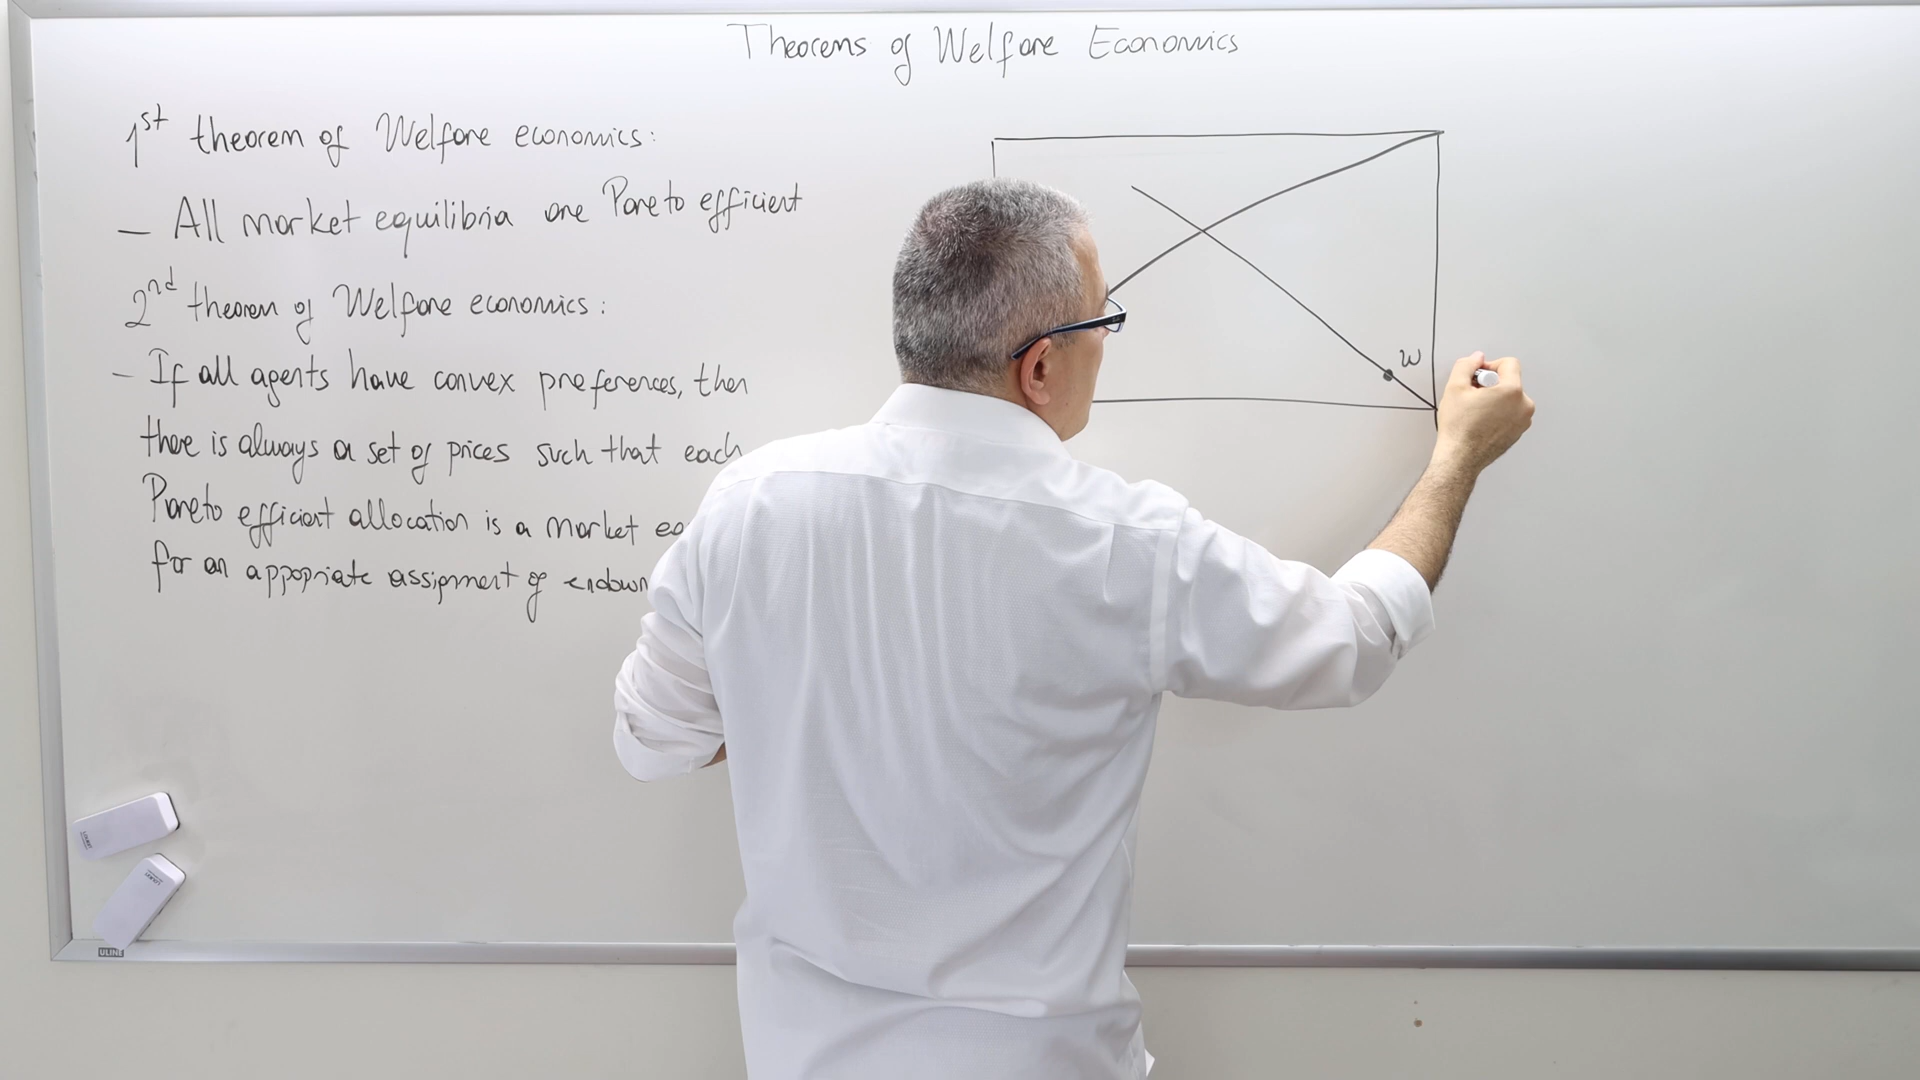 Theorems of Welfare Economics
1st theorem of Welfare economics:
- All market equilibria are Pareto efficient
2nd theorem of Welfare economics:
- If all agents have convex preferences, then
there is always a set of prices such that each
Pareto efficient allocation is a market
for an appopriate assignment of
w
ULINE